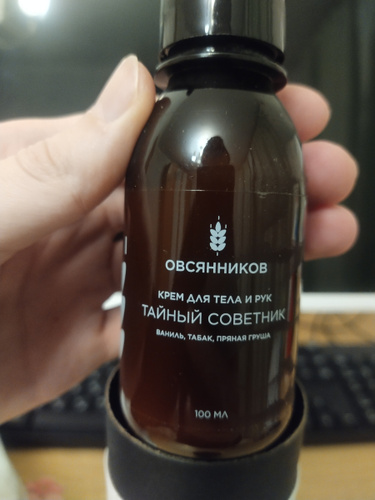 ОВСЯННИКОВ
КРЕМ ДЛЯ ТЕЛА И РУК
ТАЙНЫЙ СОВЕТНИК
ВАНИЛЬ, ТАБАК, ПРЯНАЯ ГРУША
100 МЛ